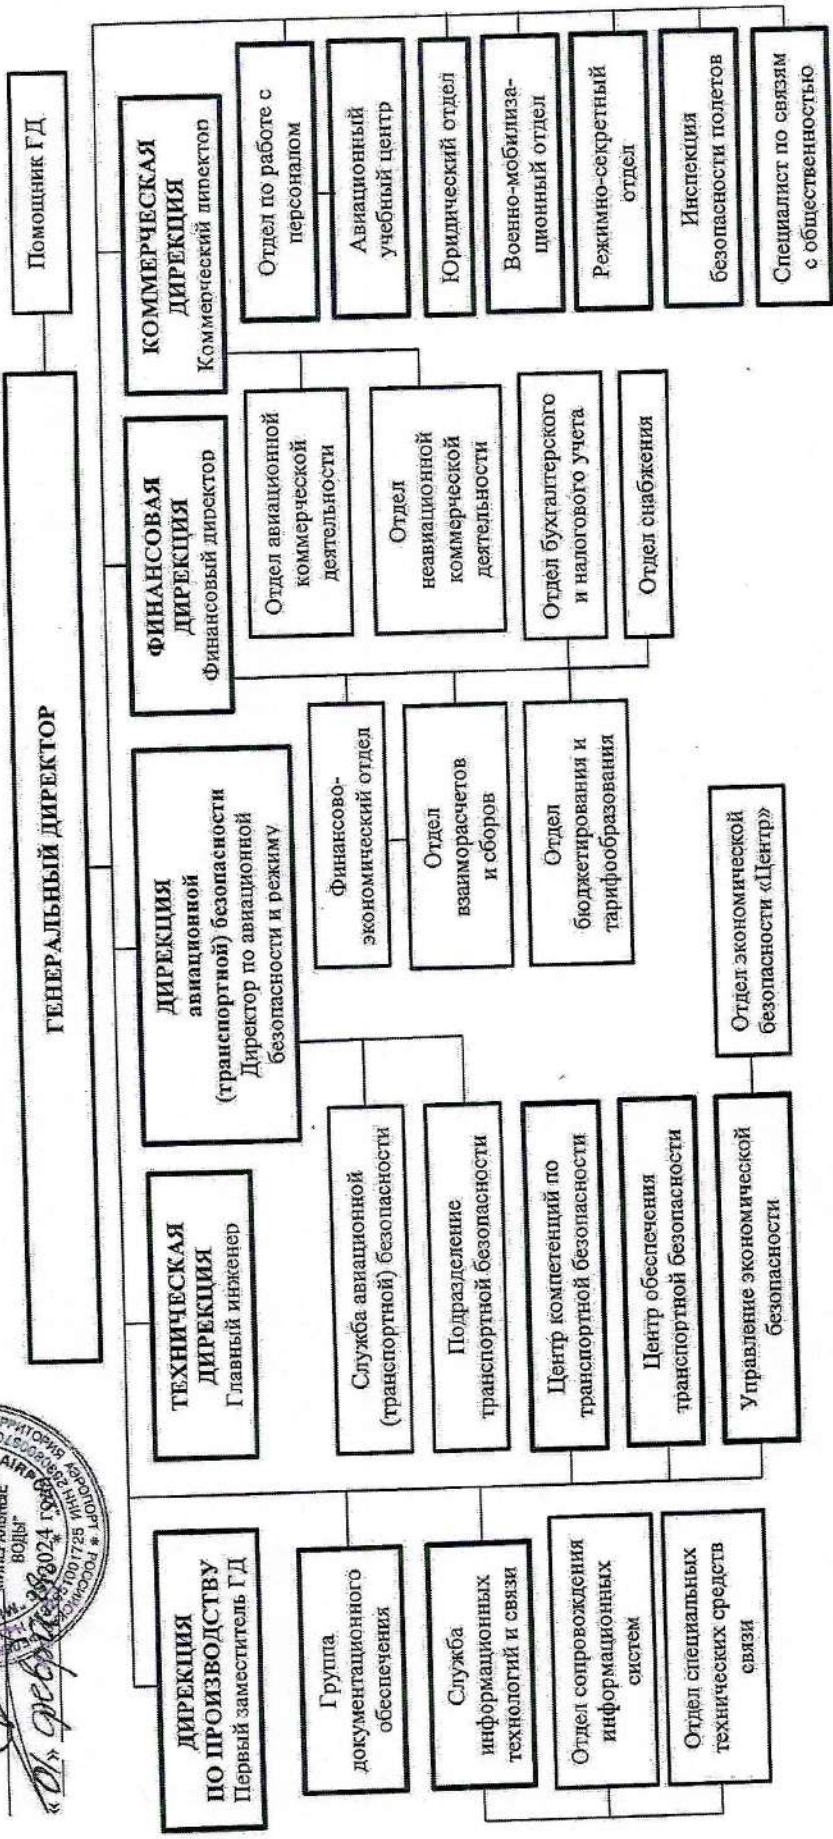 ГЕНЕРАЛЬНЫЙ ДИРЕКТОР
Помощник ГД
ДИРЕКЦИЯ
ПО ПРОИЗВОДСТВУ
Первый заместитель ГД
ТЕХНИЧЕСКАЯ
ДИРЕКЦИЯ
Главный инженер
ДИРЕКЦИЯ
авиационной
(транспортной) безопасности
Директор по авиационной
безопасности и режиму
ФИНАНСОВАЯ
ДИРЕКЦИЯ
Финансовый директор
КОММЕРЧЕСКАЯ
ДИРЕКЦИЯ
Коммерческий директор
Группа
документационного
обеспечения
Служба
информационных
технологий и связи
Отдел сопровождения
информационных
систем
Отдел специальных
технических средств
связи
Служба авиационной
(транспортной) безопасности
Подразделение
транспортной безопасности
Центр компетенций по
транспортной безопасности
Центр обеспечения
транспортной безопасности
Управление экономической
безопасности
Отдел экономической
безопасности «Центр»
Финансово-
экономический отдел
Отдел
взаиморасчетов
и сборов
Отдел
бюджетирования и
тарифообразования
Отдел авиационной
коммерческой
деятельности
Отдел
неавиационной
коммерческой
деятельности
Отдел бухгалтерского
и налогового учета
Отдел снабжения
Отдел по работе с
персоналом
Авиационный
учебный центр
Юридический отдел
Военно-мобилиза-
ционный отдел
Режимно-секретный
отдел
Инспекция
безопасности полетов
Специалист по связям
с общественностью
«01» февраля 2024 года
ВОДЫ"